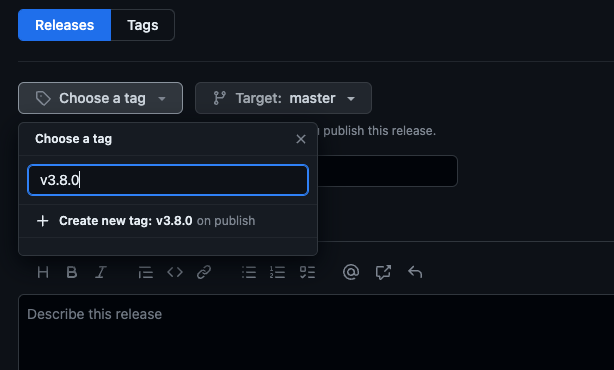 Releases Tags
Choose a tag Target: master
publish this release.
Choose a tag
v3.8.0
Create new tag: v3.8.0 on publish
H B I
Describe this release